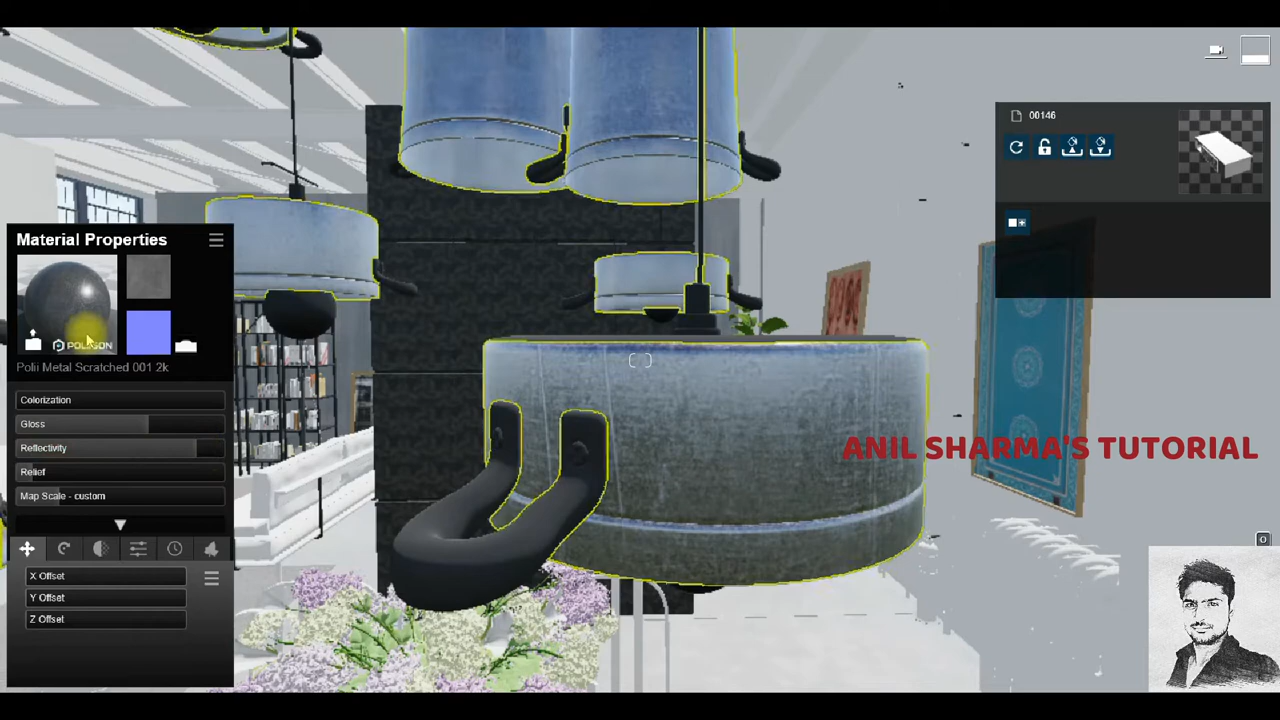 00146
Material Properties
POLIIGON
Polii Metal Scratched 001 2k
Colorization
Gloss
Reflectivity
Relief
Map Scale - custom
X Offset
Y Offset
Z Offset
ANIL SHARMA'S TUTORIAL